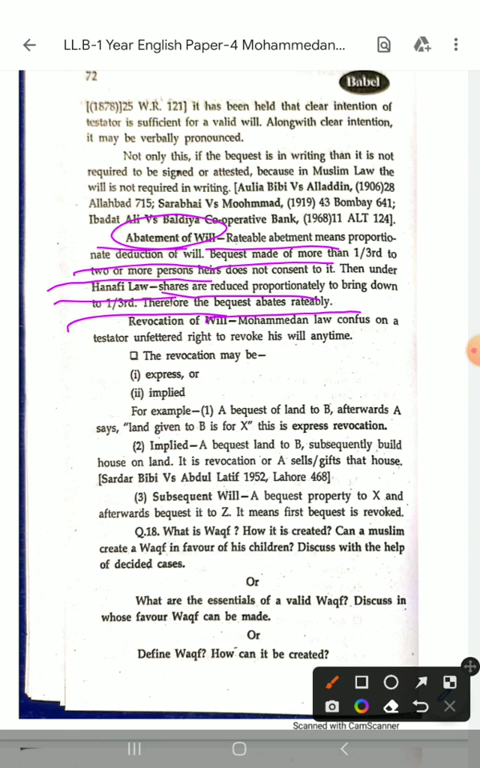 LL.B-1 Year English Paper-4 Mohammedan...
72
Babel
[(1878)]25 W.R. 121] it has been held that clear intention of
testator is sufficient for a valid will. Alongwith clear intention,
it may be verbally pronounced.
Not only this, if the bequest is in writing than it is not
required to be signed or attested, because in Muslim Law the
will is not required in writing. [Aulia Bibi Vs Alladdin, (1906)28
Allahbad 715; Sarabhai Vs Moohmmad, (1919) 43 Bombay 641;
Ibadat Ali Vs Baldiya Co-operative Bank, (1968)11 ALT 124].
Abatement of Will—Rateable abetment means proportio-
nate deduction of will. Bequest made of more than 1/3rd to
two or more persons heirs does not consent to it. Then under
Hanafi Law—shares are reduced proportionately to bring down
to 1/3rd. Therefore the bequest abates rateably.
Revocation of Will—Mohammedan law confus on a
testator unfettered right to revoke his will anytime.
❑ The revocation may be—
(i) express, or
(ii) implied
For example—(1) A bequest of land to B, afterwards A
says, "land given to B is for X" this is express revocation.
(2) Implied—A bequest land to B, subsequently build
house on land. It is revocation or A sells/gifts that house.
[Sardar Bibi Vs Abdul Latif 1952, Lahore 468]
(3) Subsequent Will—A bequest property to X and
afterwards bequest it to Z. It means first bequest is revoked.
Q.18. What is Waqf ? How it is created? Can a muslim
create a Waqf in favour of his children? Discuss with the help
of decided cases.
Or
What are the essentials of a valid Waqf? Discuss in
whose favour Waqf can be made.
Or
Define Waqf? How can it be created?
Scanned with CamScanner